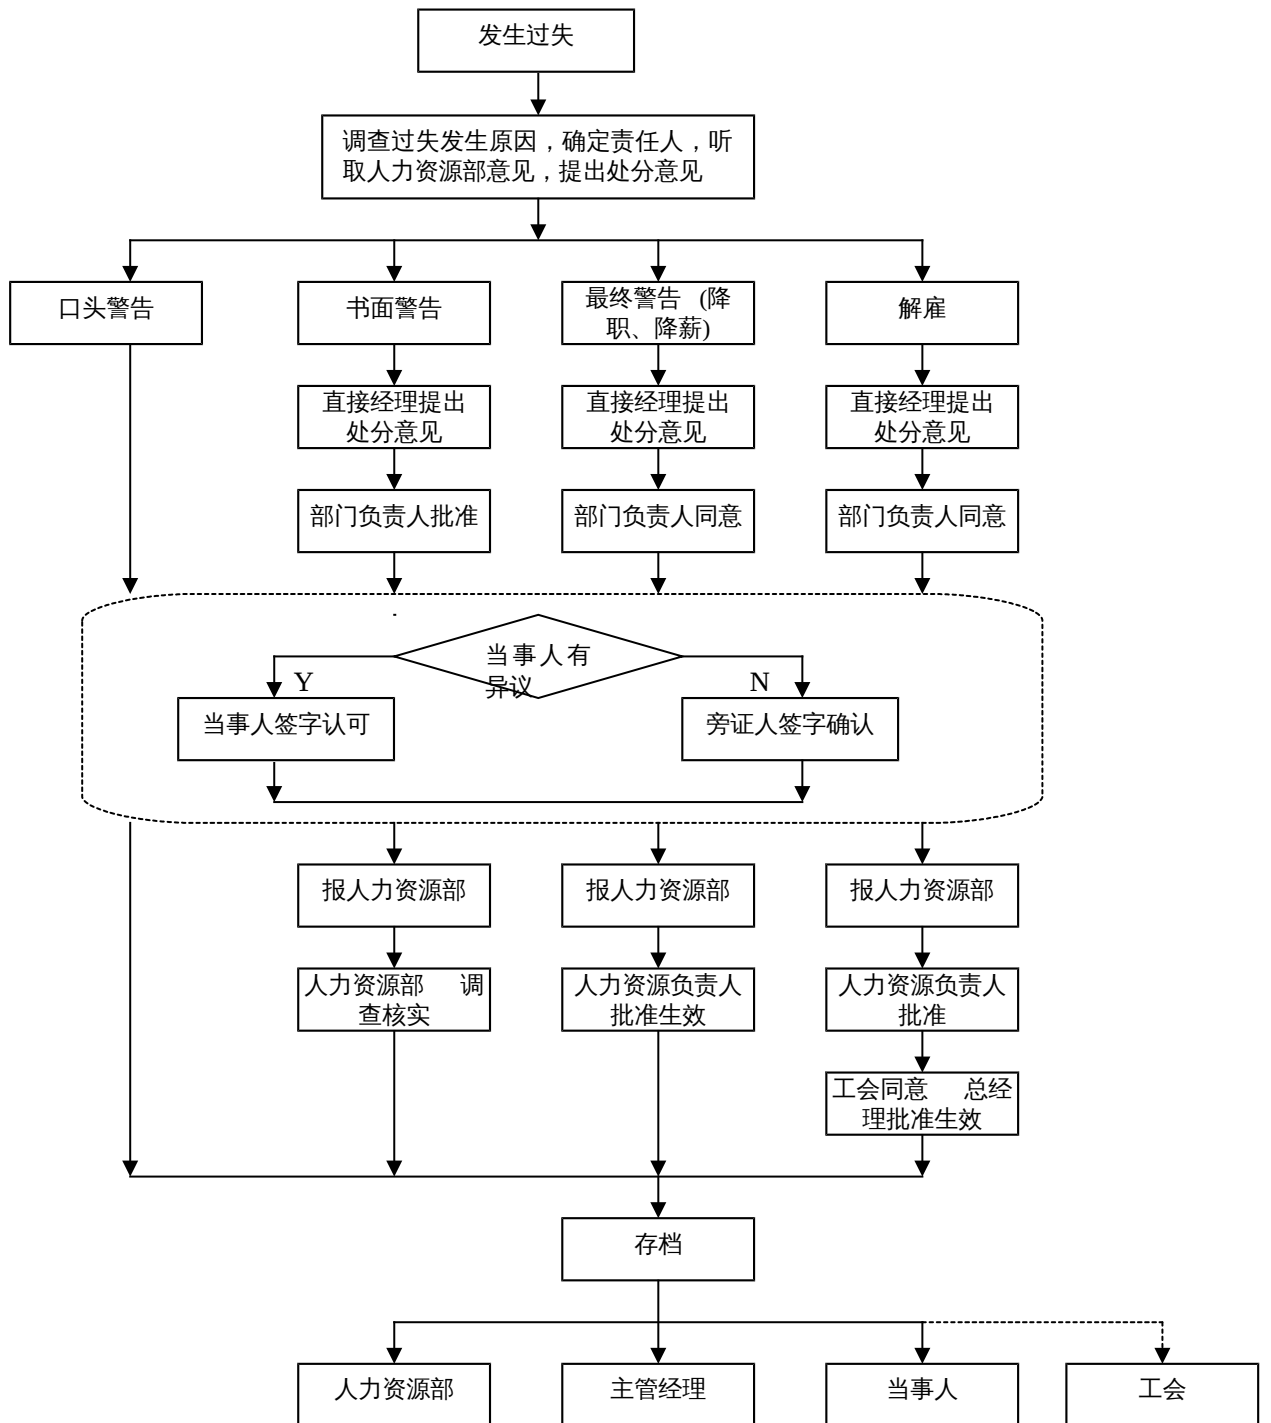 发生过失
调查过失发生原因，确定责任人，听
取人力资源部意见，提出处分意见
口头警告
书面警告
最终警告 (降
职、降薪)
解雇
直接经理提出
处分意见
直接经理提出
处分意见
直接经理提出
处分意见
部门负责人批准
部门负责人同意
部门负责人同意
当事人有
异议
Y
N
当事人签字认可
旁证人签字确认
报人力资源部
报人力资源部
报人力资源部
人力资源部 调
查核实
人力资源负责人
批准生效
人力资源负责人
批准
工会同意 总经
理批准生效
存档
人力资源部
主管经理
当事人
工会